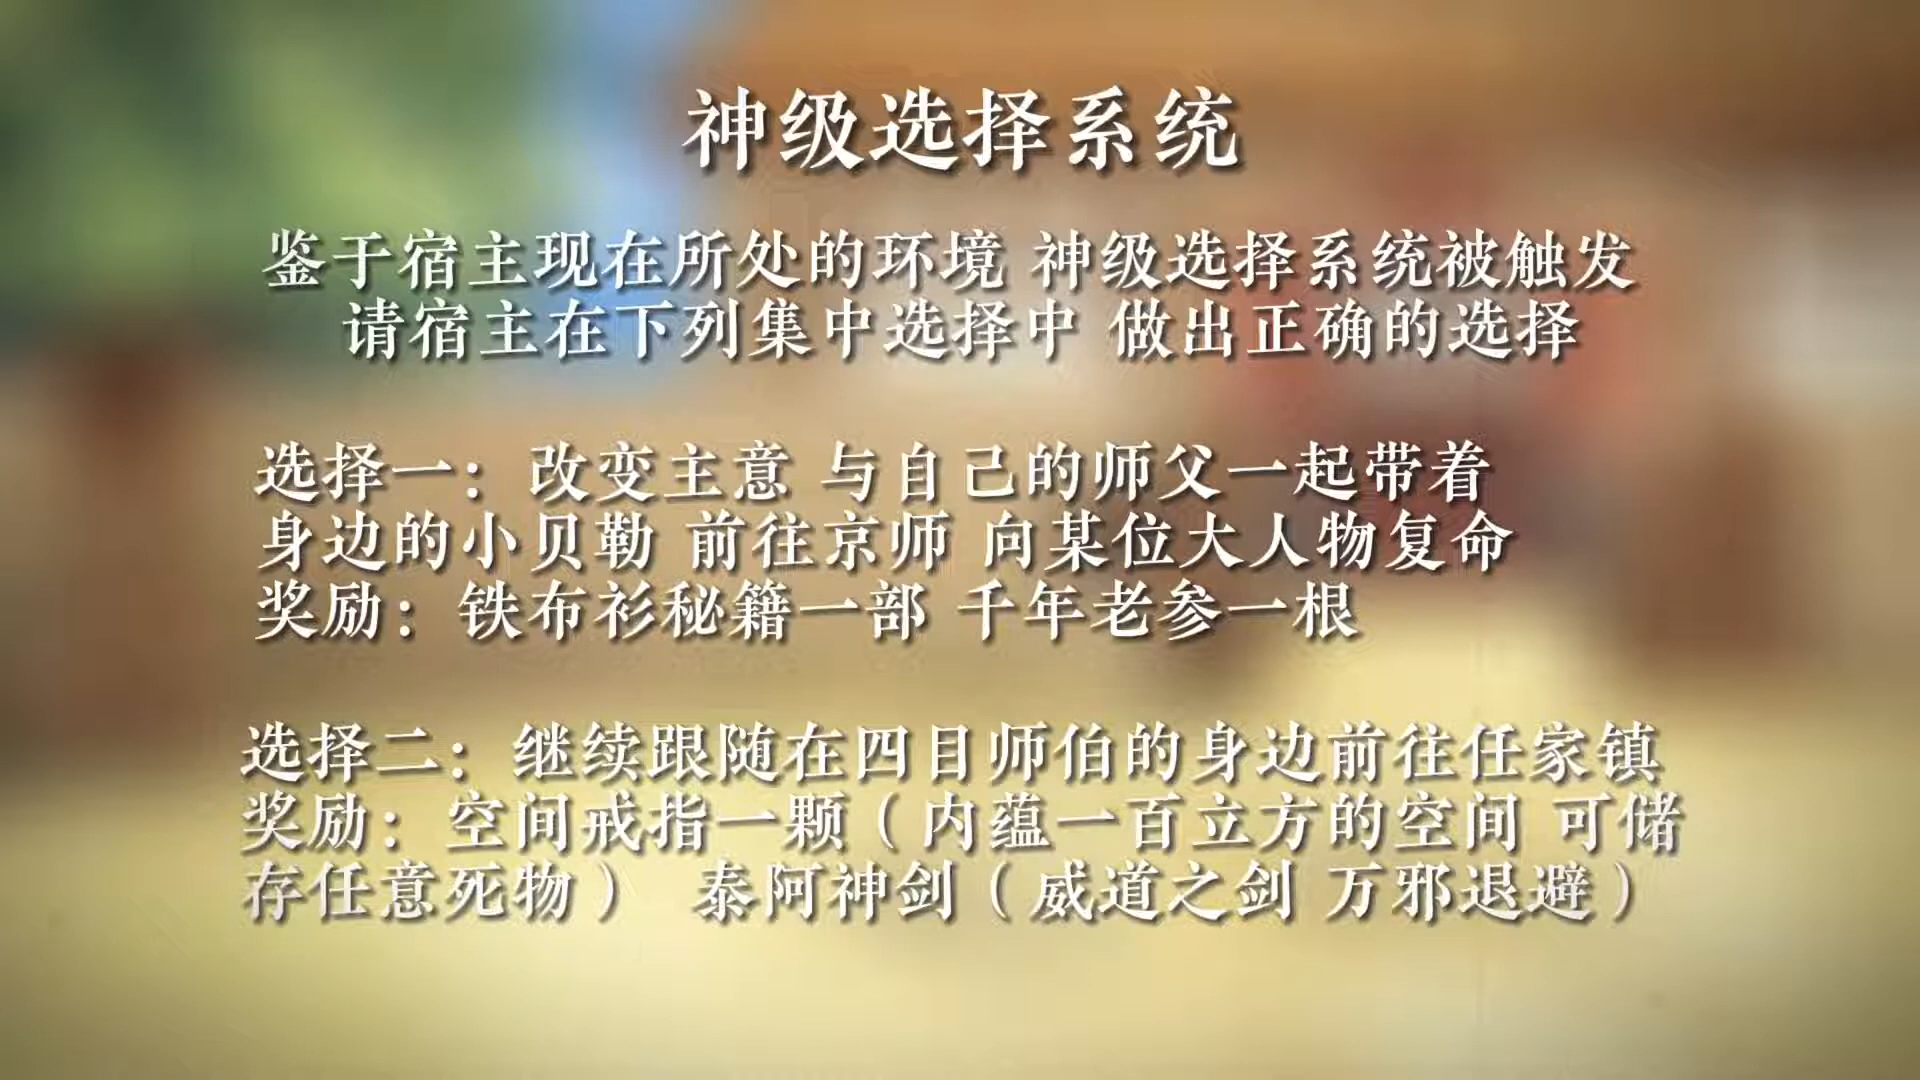 神级选择系统
鉴于宿主现在所处的环境 神级选择系统被触发
请宿主在下列集中选择中 做出正确的选择
选择一：改变主意 与自己的师父一起带着
身边的小贝勒 前往京师 向某位大人物复命
奖励：铁布衫秘籍一部 千年老参一根
选择二：继续跟随在四目师伯的身边前往任家镇
奖励：空间戒指一颗（内蕴一百立方的空间 可储
存任意死物） 泰阿神剑（威道之剑 万邪退避）